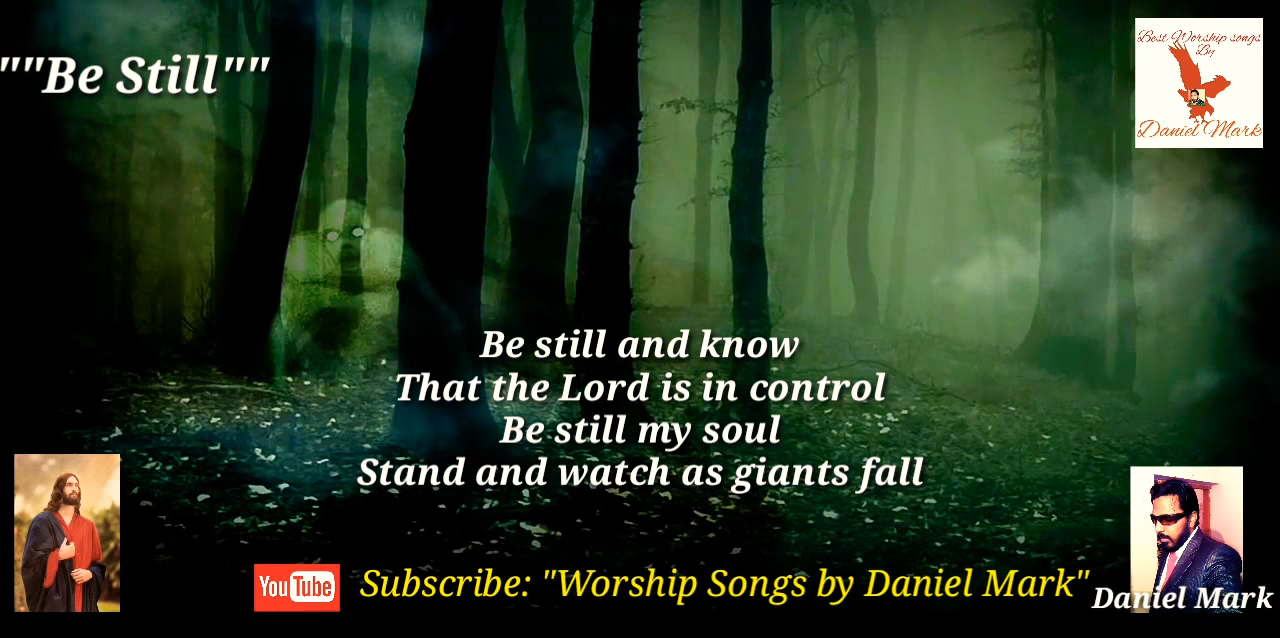 ""Be Still""
Best Worship songs
By
Daniel Mark
Be still and know
That the Lord is in control
Be still my soul
Stand and watch as giants fall
YouTube
Subscribe: "Worship Songs by Daniel Mark"
Daniel Mark